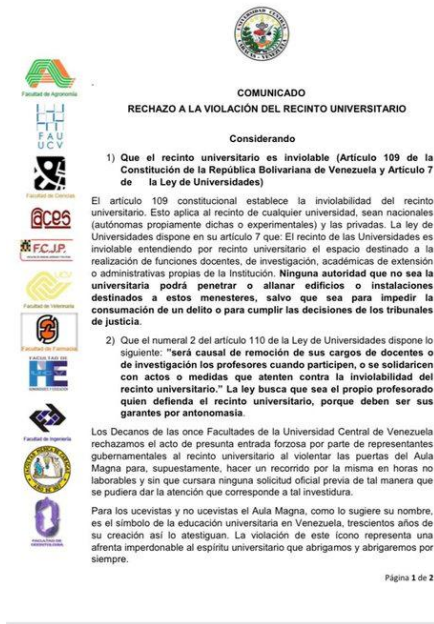 UNIVERSIDAD CENTRAL
CARACAS - VENEZUELA
COMUNICADO
RECHAZO A LA VIOLACIÓN DEL RECINTO UNIVERSITARIO
Considerando
1) Que el recinto universitario es inviolable (Artículo 109 de la
Constitución de la República Bolivariana de Venezuela y Artículo 7
de la Ley de Universidades)
El artículo 109 constitucional establece la inviolabilidad del recinto
universitario. Esto aplica al recinto de cualquier universidad, sean nacionales
(autónomas propiamente dichas o experimentales) y las privadas. La ley de
Universidades dispone en su artículo 7 que: El recinto de las Universidades es
inviolable entendiendo por recinto universitario el espacio destinado a la
realización de funciones docentes, de investigación, académicas de extensión
o administrativas propias de la Institución. Ninguna autoridad que no sea la
universitaria podrá penetrar o allanar edificios o instalaciones
destinados a estos menesteres, salvo que sea para impedir la
consumación de un delito o para cumplir las decisiones de los tribunales
de justicia.
2) Que el numeral 2 del artículo 110 de la Ley de Universidades dispone lo
siguiente: "será causal de remoción de sus cargos de docentes o
de investigación los profesores cuando participen, o se solidaricen
con actos o medidas que atenten contra la inviolabilidad del
recinto universitario." La ley busca que sea el propio profesorado
quien defienda el recinto universitario, porque deben ser sus
garantes por antonomasia.
Los Decanos de las once Facultades de la Universidad Central de Venezuela
rechazamos el acto de presunta entrada forzosa por parte de representantes
gubernamentales al recinto universitario al violentar las puertas del Aula
Magna para, supuestamente, hacer un recorrido por la misma en horas no
laborables y sin que cursara ninguna solicitud oficial previa de tal manera que
se pudiera dar la atención que corresponde a tal investidura.
Para los ucevistas y no ucevistas el Aula Magna, como lo sugiere su nombre,
es el símbolo de la educación universitaria en Venezuela, trescientos años de
su creación así lo atestiguan. La violación de este ícono representa una
afrenta imperdonable al espíritu universitario que abrigamos y abrigaremos por
siempre.
Página 1 de 2
Facultad de Agronomía
FAU
UCV
Facultad de Ciencias
aces
F.C.J.P.
UCV
Facultad de Veterinaria
Facultad de Farmacia
FACULTAD DE
HE
Facultad de Ingeniería
FACULTAD DE
ODONTOLOGÍA